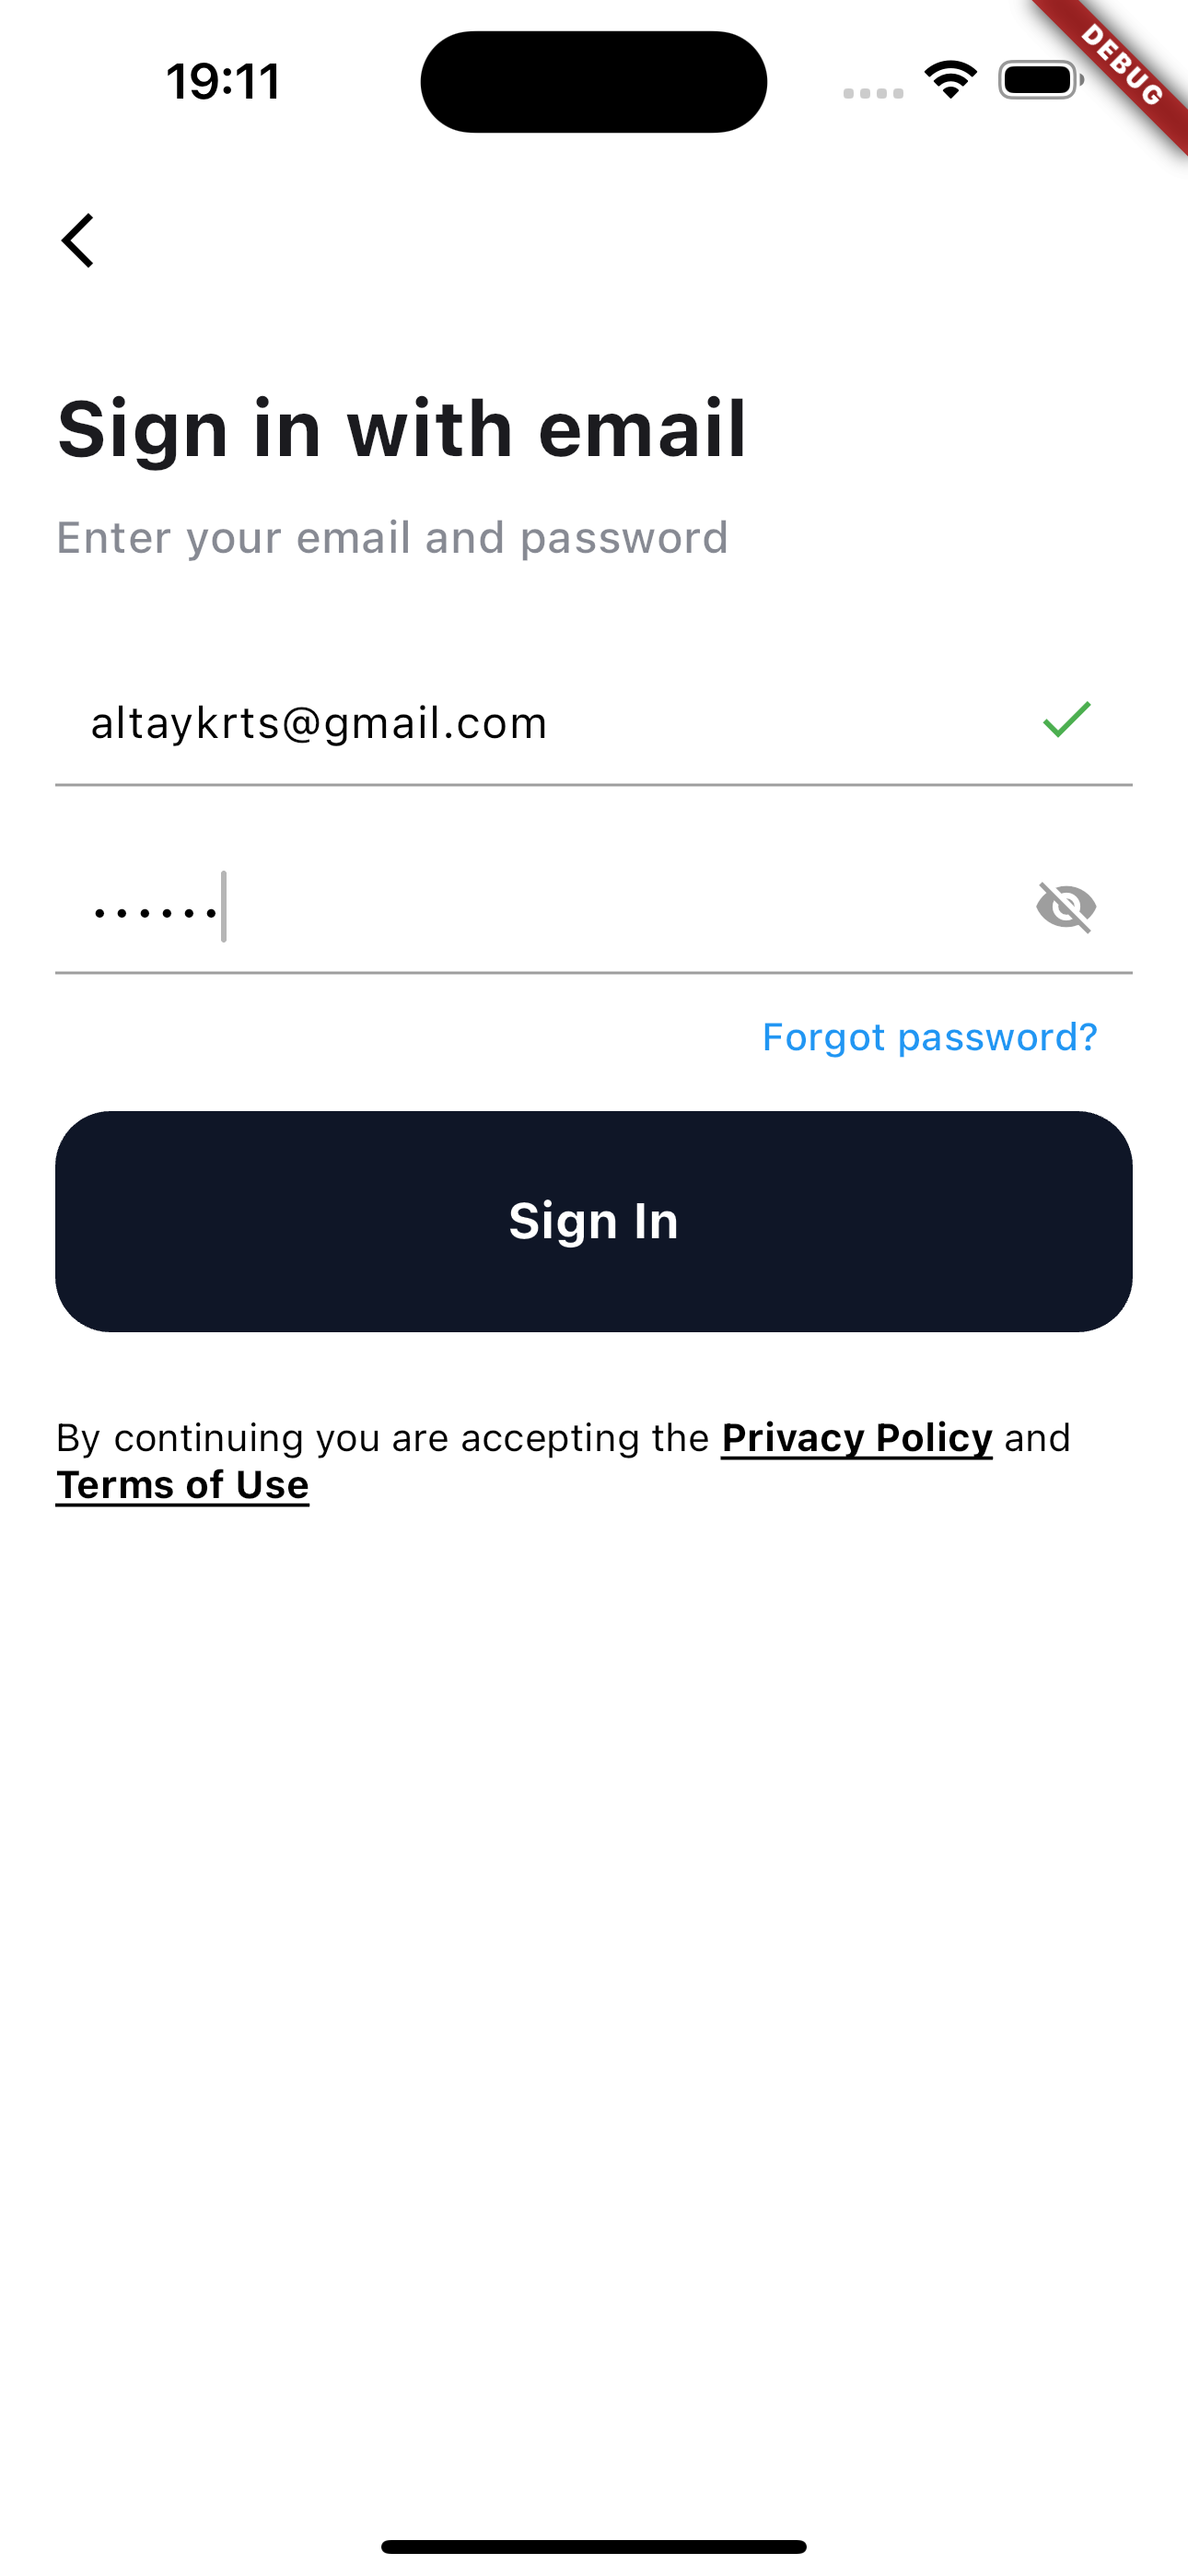 19:11
DEBUG
Sign in with email
Enter your email and password
altaykrts@gmail.com
••••••
Forgot password?
Sign In
By continuing you are accepting the Privacy Policy and
Terms of Use